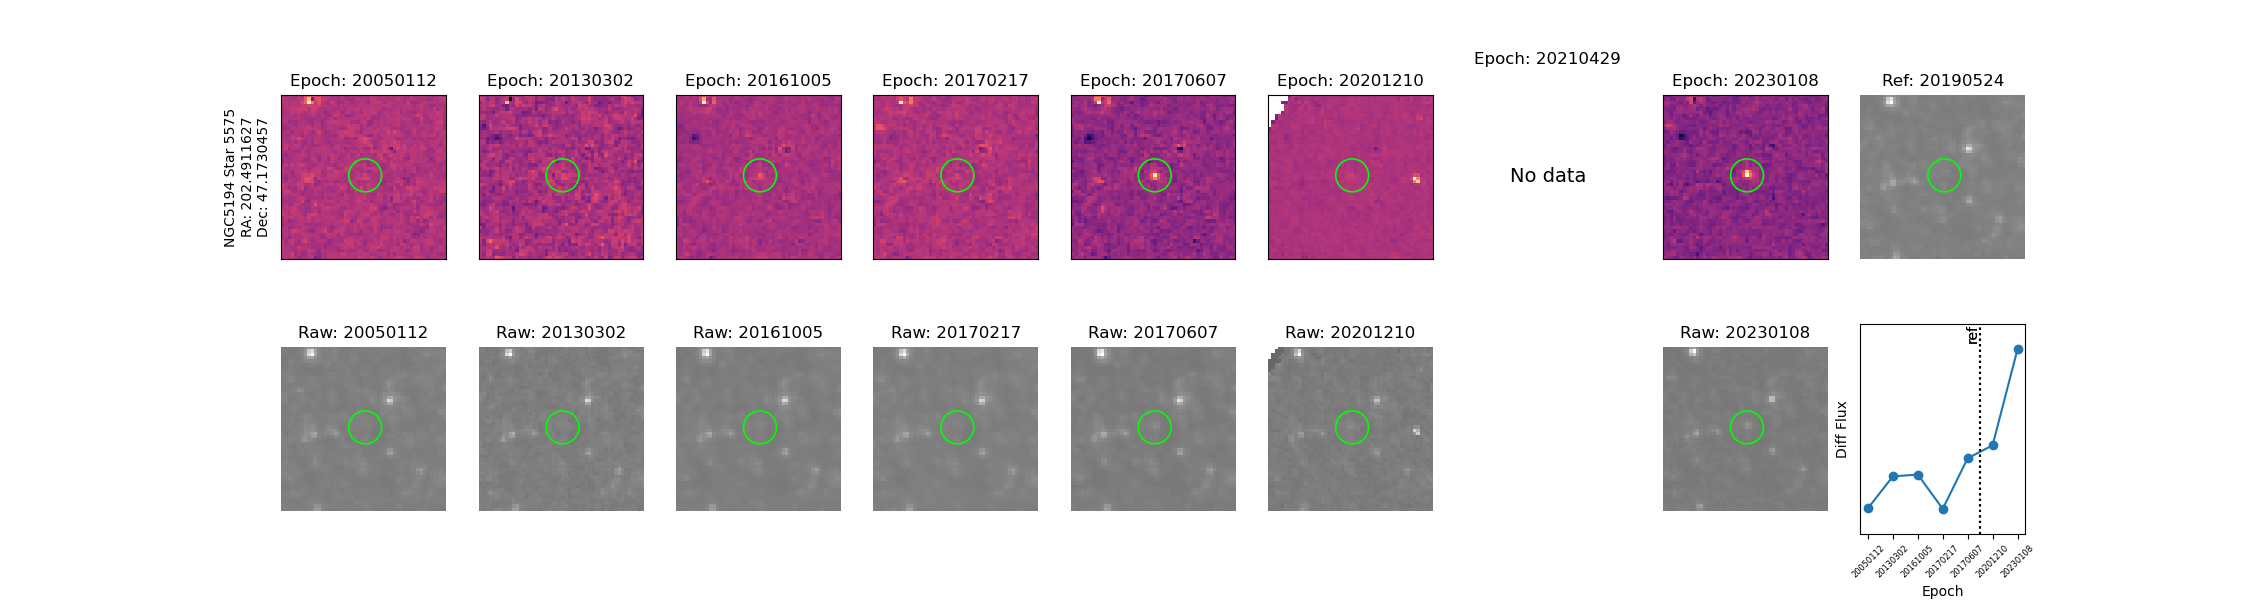 Epoch: 20210429
Epoch: 20050112
Epoch: 20130302
Epoch: 20161005
Epoch: 20170217
Epoch: 20170607
Epoch: 20201210
Epoch: 20230108
Ref: 20190524
NGC5194 Star 5575
RA: 202.4911627
Dec: 47.1730457
No data
Raw: 20050112
Raw: 20130302
Raw: 20161005
Raw: 20170217
Raw: 20170607
Raw: 20201210
Raw: 20230108
ref
Diff Flux
20050112
20130302
20161005
20170217
20170607
20201210
20230108
Epoch